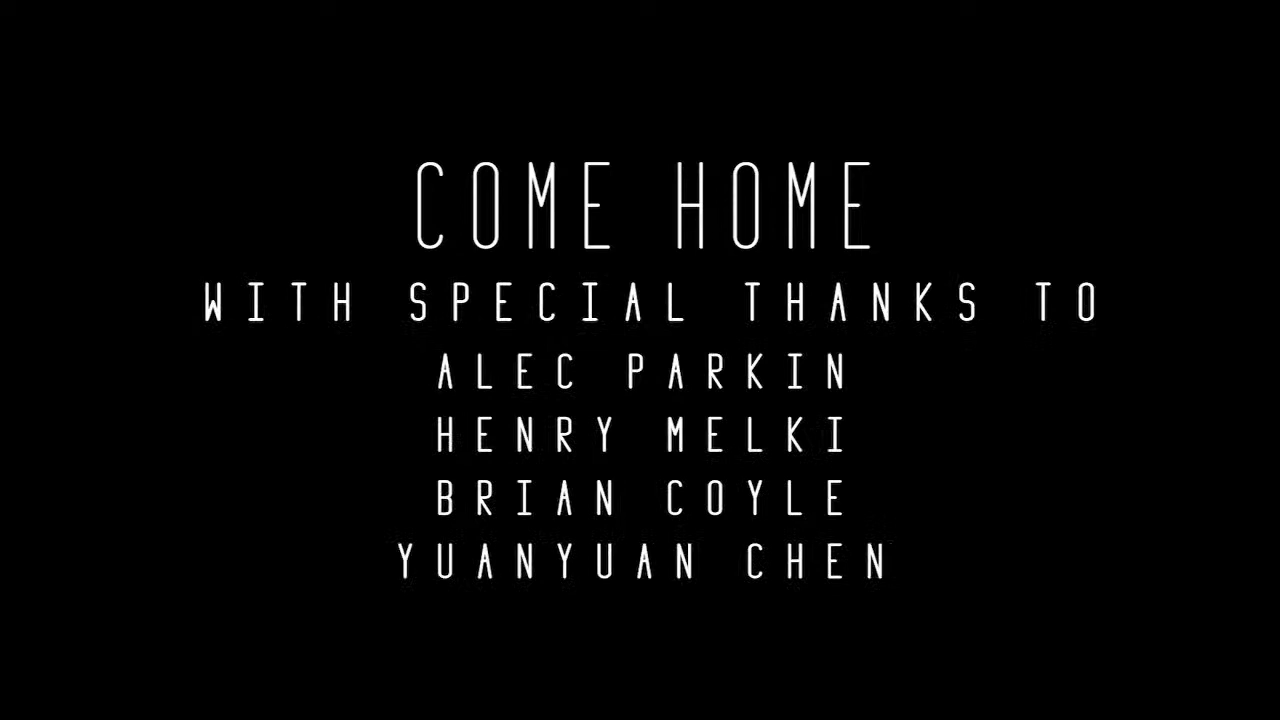 COME HOME
WITH SPECIAL THANKS TO
ALEC PARKIN
HENRY MELKI
BRIAN COYLE
YUANYUAN CHEN